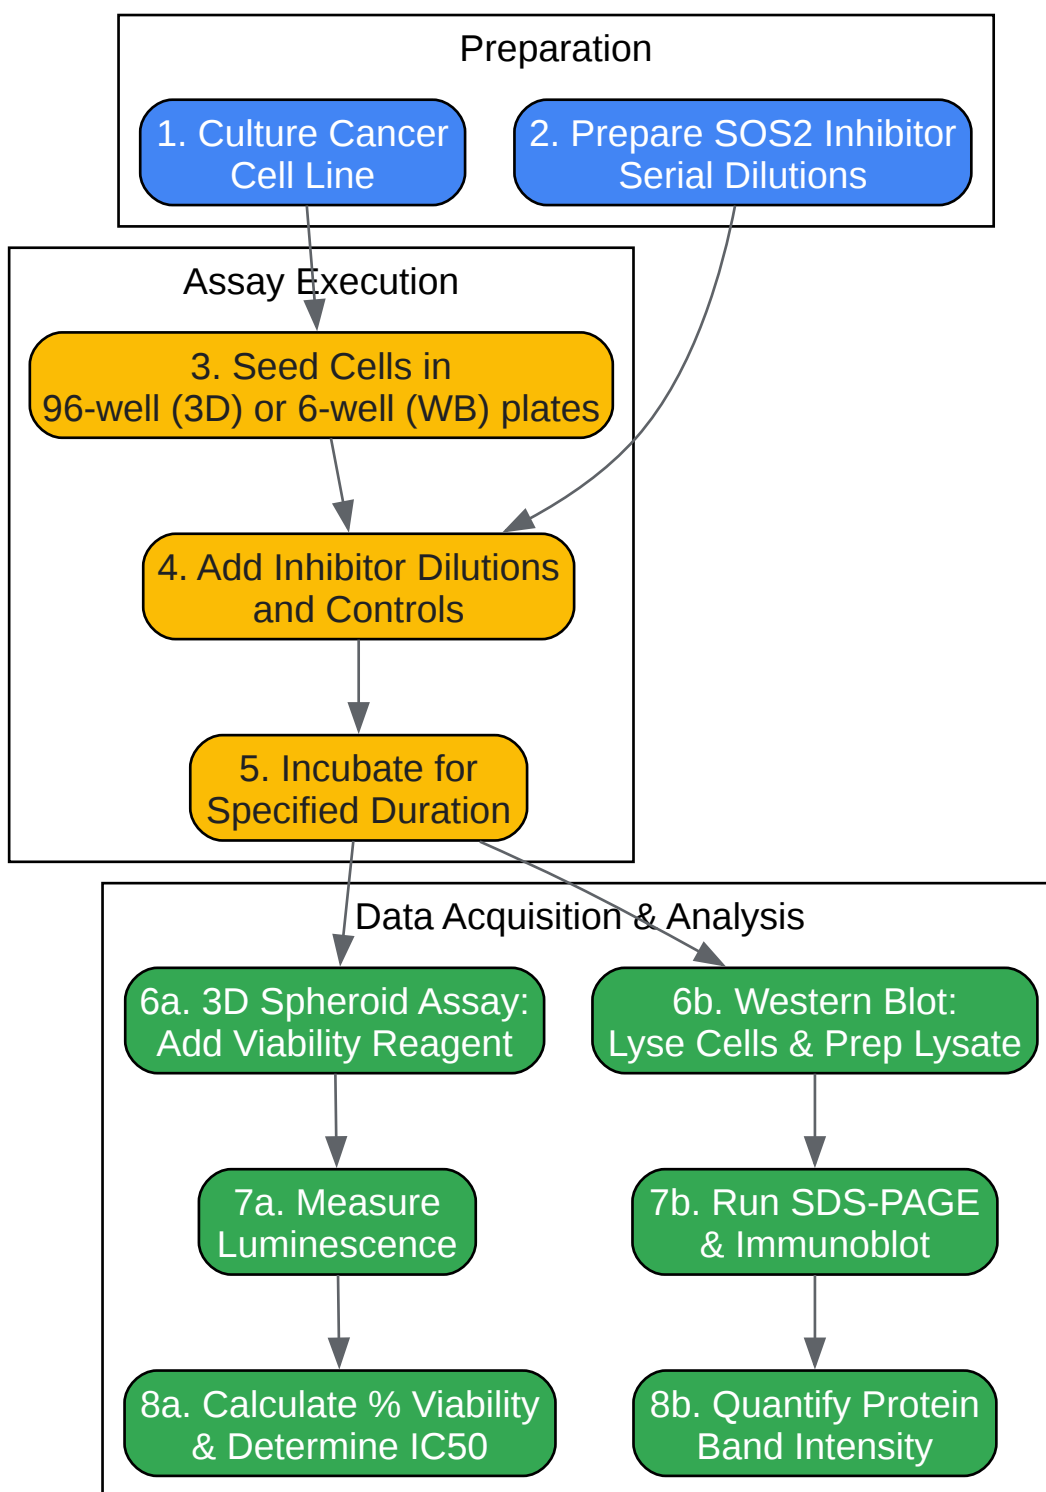 Preparation
1. Culture Cancer
Cell Line
2. Prepare SOS2 Inhibitor
Serial Dilutions
Assay Execution
3. Seed Cells in
96-well (3D) or 6-well (WB) plates
4. Add Inhibitor Dilutions
and Controls
5. Incubate for
Specified Duration
Data Acquisition & Analysis
6a. 3D Spheroid Assay:
Add Viability Reagent
6b. Western Blot:
Lyse Cells & Prep Lysate
7a. Measure
Luminescence
7b. Run SDS-PAGE
& Immunoblot
8a. Calculate % Viability
& Determine IC50
8b. Quantify Protein
Band Intensity